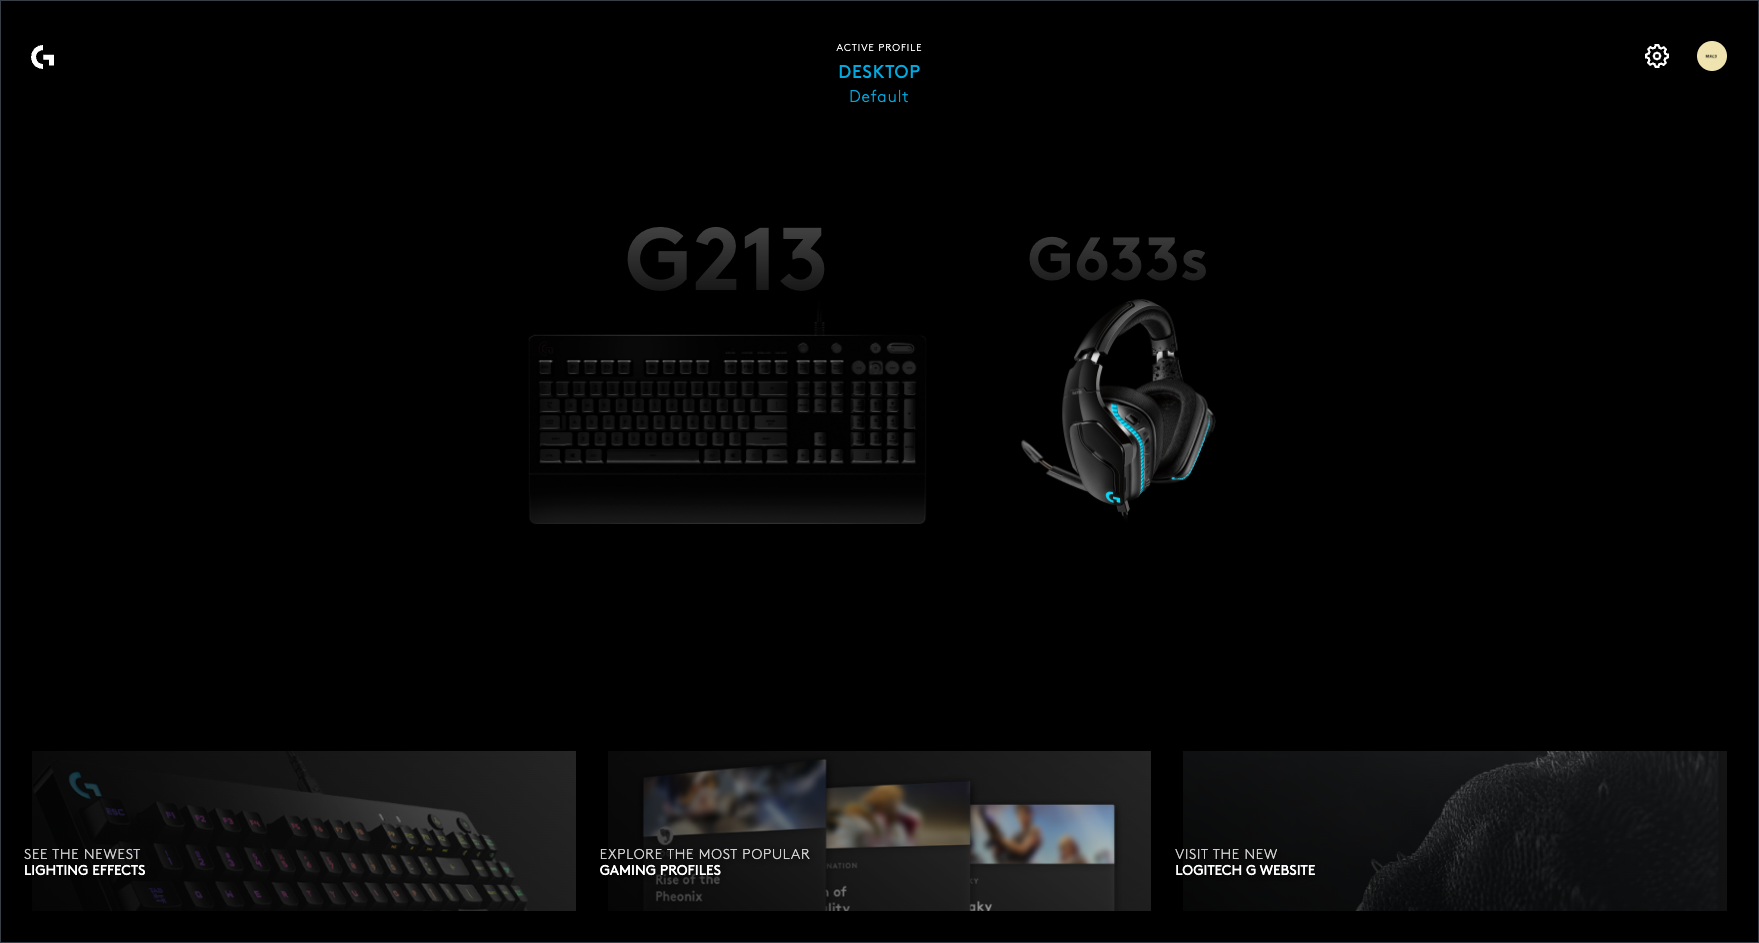 ACTIVE PROFILE
DESKTOP
Default
G213
G633s
SEE THE NEWEST
LIGHTING EFFECTS
EXPLORE THE MOST POPULAR
GAMING PROFILES
Rise of the
Pheonix
VISIT THE NEW
LOGITECH G WEBSITE